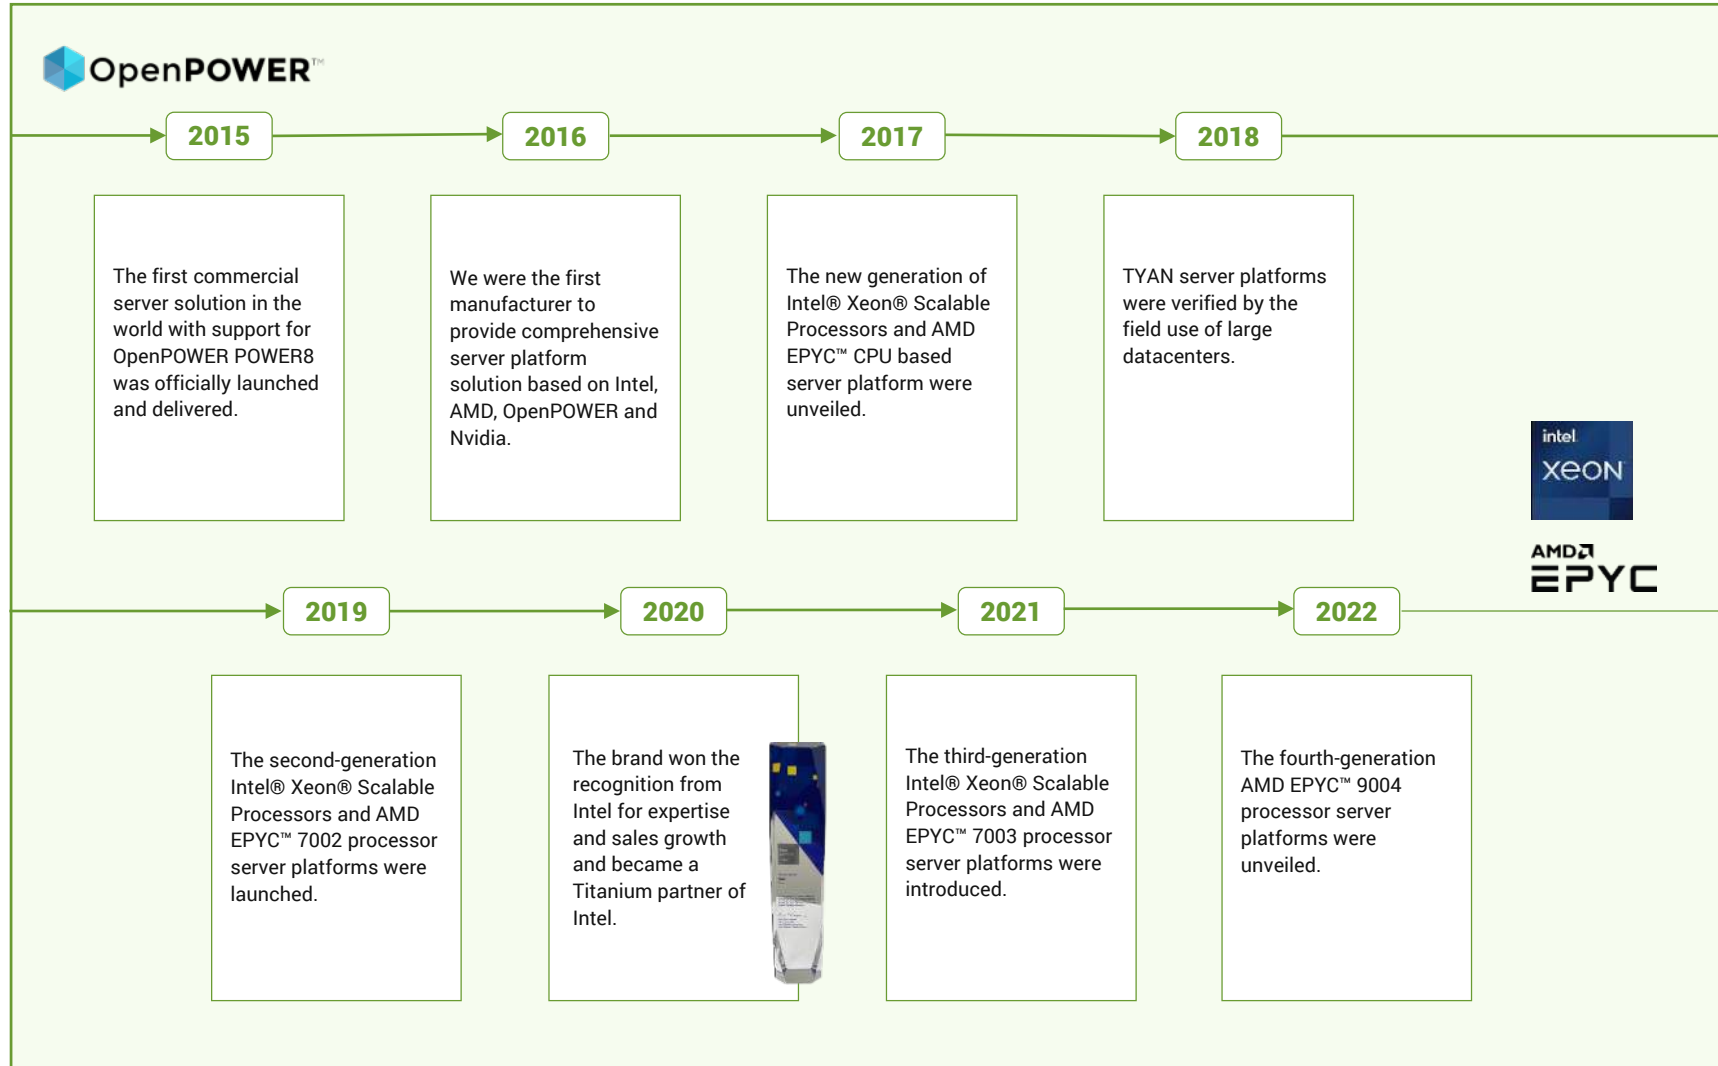 OpenPOWER™
2015
2016
2017
2018
The first commercial
server solution in the
world with support for
OpenPOWER POWER8
was officially launched
and delivered.
We were the first
manufacturer to
provide comprehensive
server platform
solution based on Intel,
AMD, OpenPOWER and
Nvidia.
The new generation of
Intel® Xeon® Scalable
Processors and AMD
EPYC™ CPU based
server platform were
unveiled.
TYAN server platforms
were verified by the
field use of large
datacenters.
intel
xeon
AMD
EPYC
2019
2020
2021
2022
The second-generation
Intel® Xeon® Scalable
Processors and AMD
EPYC™ 7002 processor
server platforms were
launched.
The brand won the
recognition from
Intel for expertise
and sales growth
and became a
Titanium partner of
Intel.
The third-generation
Intel® Xeon® Scalable
Processors and AMD
EPYC™ 7003 processor
server platforms were
introduced.
The fourth-generation
AMD EPYC™ 9004
processor server
platforms were
unveiled.